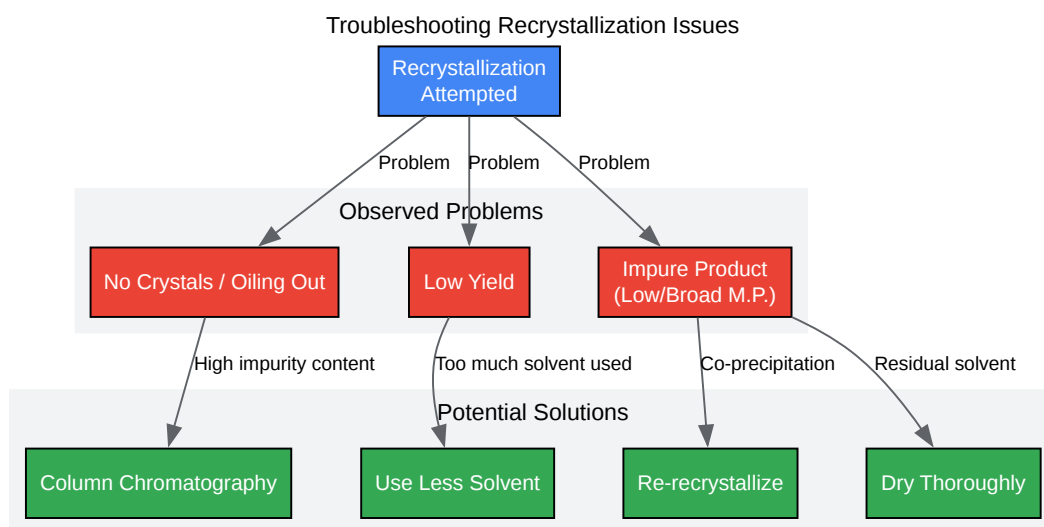 Troubleshooting Recrystallization Issues
Recrystallization
Attempted
Problem
Problem
Problem
Observed Problems
No Crystals / Oiling Out
Low Yield
Impure Product
(Low/Broad M.P.)
High impurity content
Too much solvent used
Co-precipitation
Residual solvent
Potential Solutions
Column Chromatography
Use Less Solvent
Re-recrystallize
Dry Thoroughly